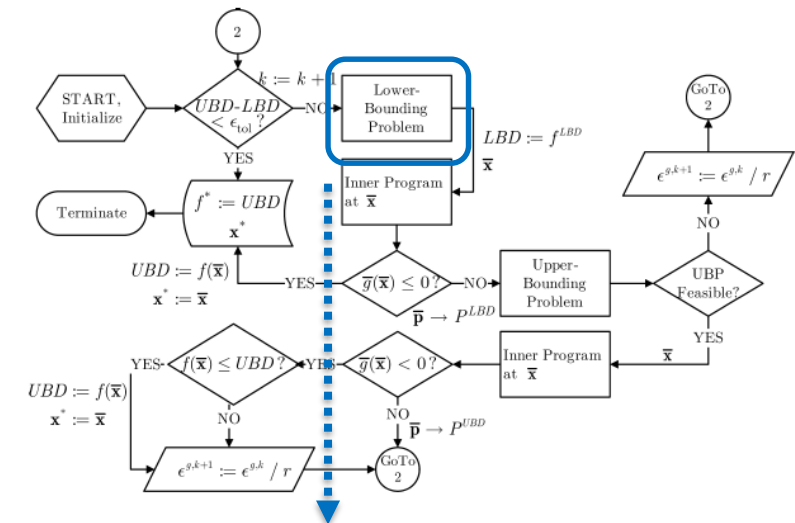 2
k := k + 1
START,
Initialize
UBD-LBD
< ϵ_tol ?
NO
Lower-
Bounding
Problem
LBD := f^{LBD}
x̄
GoTo
2
YES
Inner Program
at x̄
ϵ^{g,k+1} := ϵ^{g,k} / r
Terminate
f^* := UBD
x^*
NO
UBD := f(x̄)
x^* := x̄
YES
ḡ(x̄) ≤ 0 ?
NO
Upper-
Bounding
Problem
UBP
Feasible?
p̄ → P^{LBD}
YES
YES
f(x̄) ≤ UBD ?
YES
ḡ(x̄) < 0 ?
Inner Program
at x̄
x̄
UBD := f(x̄)
x^* := x̄
NO
NO
p̄ → P^{UBD}
ϵ^{g,k+1} := ϵ^{g,k} / r
GoTo
2